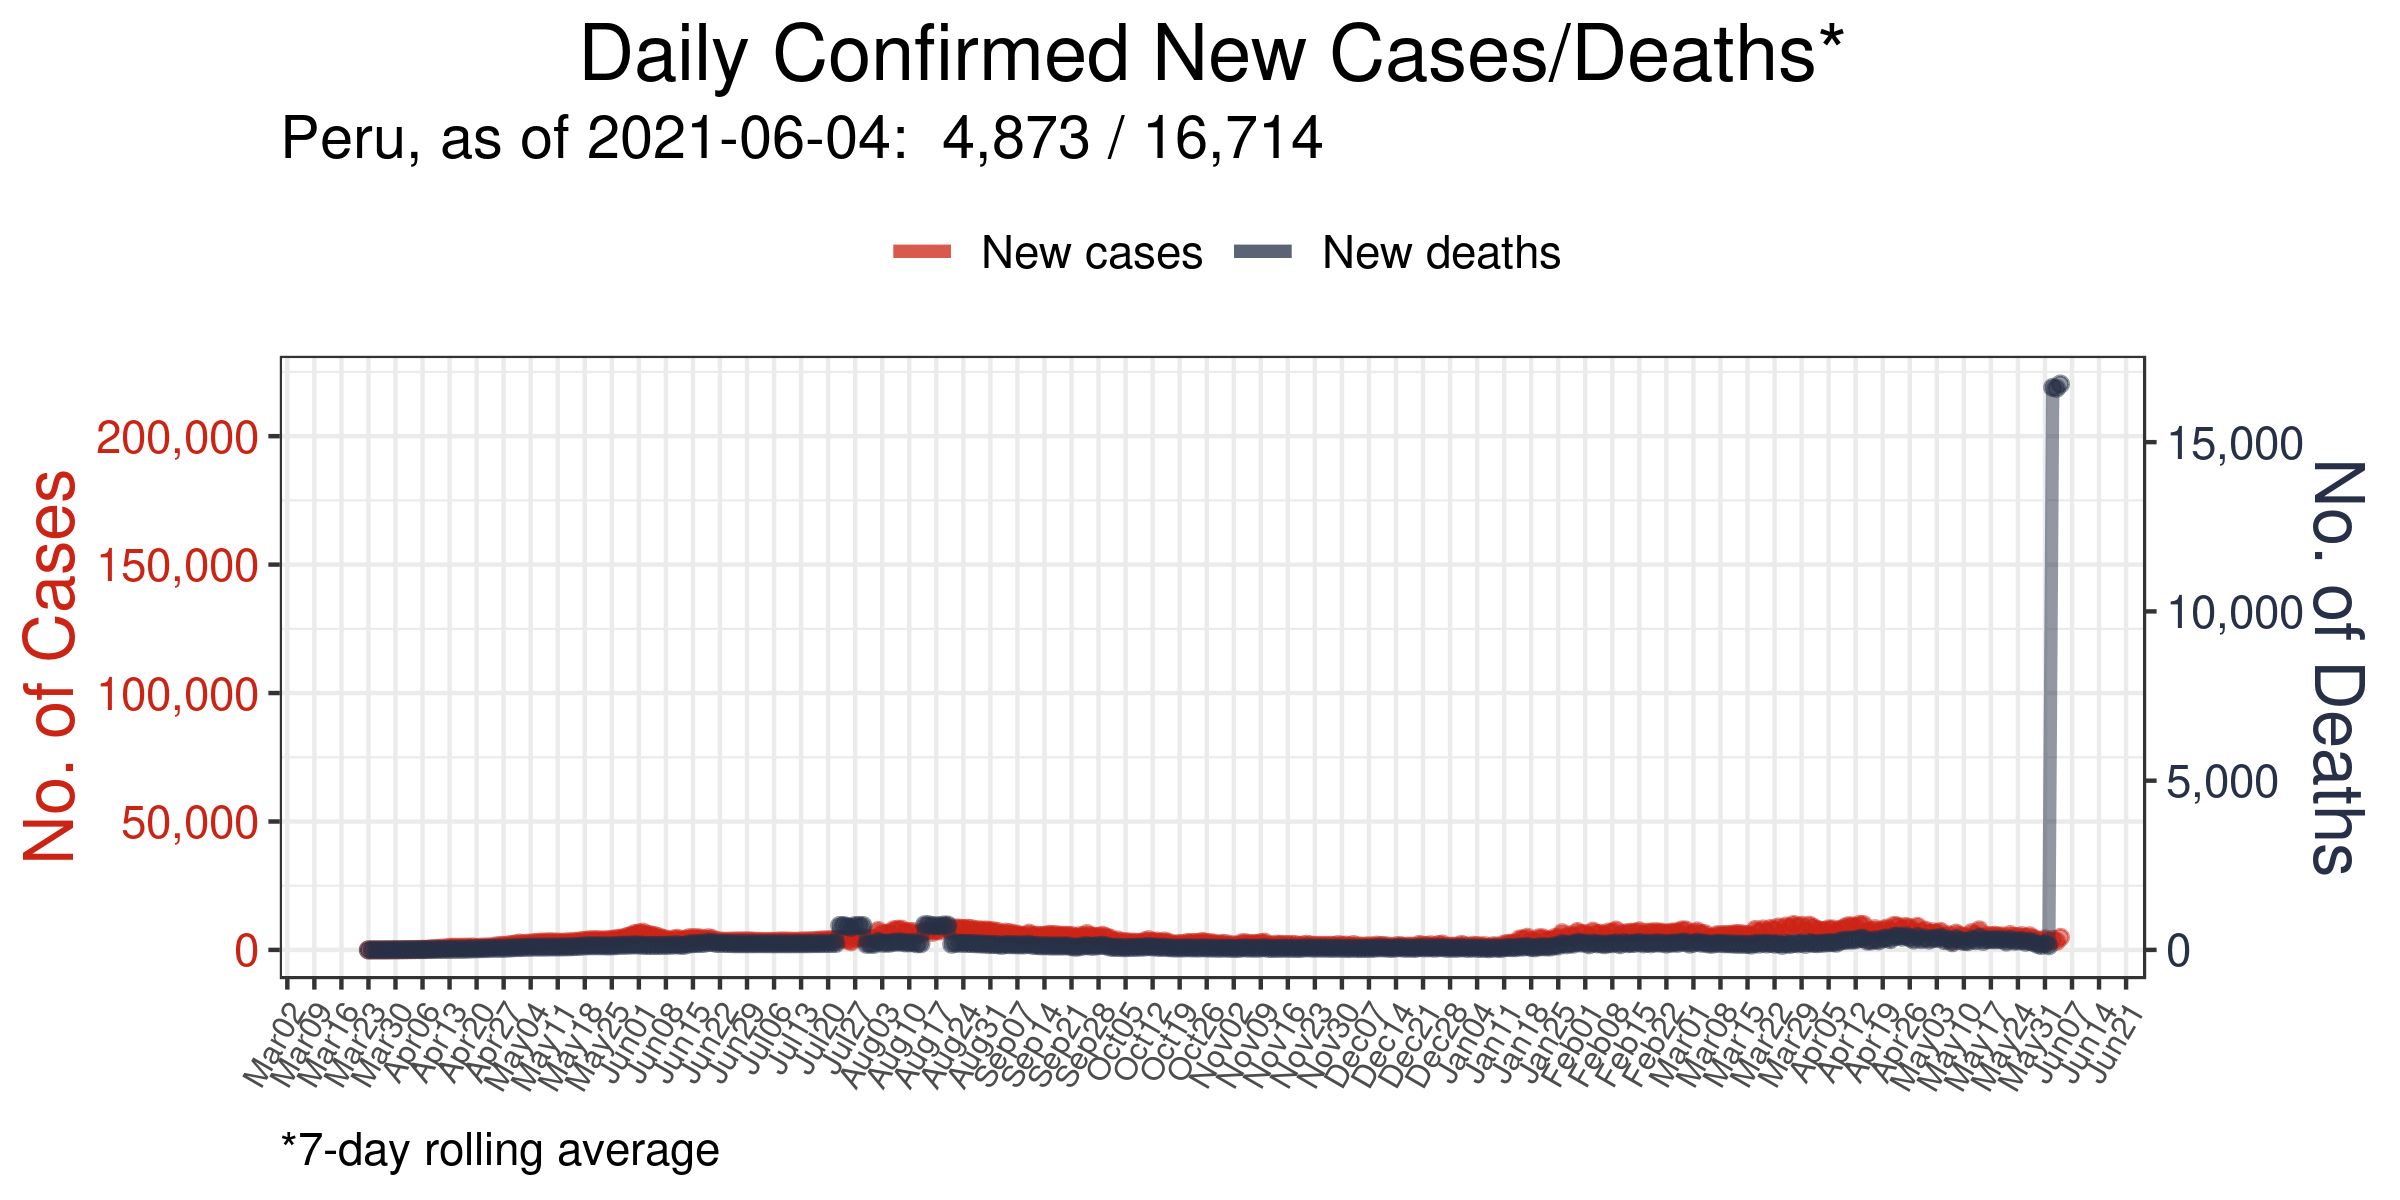 Daily Confirmed New Cases/Deaths*
Peru, as of 2021-06-04:  4,873 / 16,714
New cases
New deaths
No. of Cases
200,000
150,000
100,000
50,000
0
15,000
10,000
5,000
0
No. of Deaths
Mar02
Mar09
Mar16
Mar23
Mar30
Apr06
Apr13
Apr20
Apr27
May04
May11
May18
May25
Jun01
Jun08
Jun15
Jun22
Jun29
Jul06
Jul13
Jul20
Jul27
Aug03
Aug10
Aug17
Aug24
Aug31
Sep07
Sep14
Sep21
Sep28
Oct05
Oct12
Oct19
Oct26
Nov02
Nov09
Nov16
Nov23
Nov30
Dec07
Dec14
Dec21
Dec28
Jan04
Jan11
Jan18
Jan25
Feb01
Feb08
Feb15
Feb22
Mar01
Mar08
Mar15
Mar22
Mar29
Apr05
Apr12
Apr19
Apr26
May03
May10
May17
May24
May31
Jun07
Jun14
Jun21
*7-day rolling average